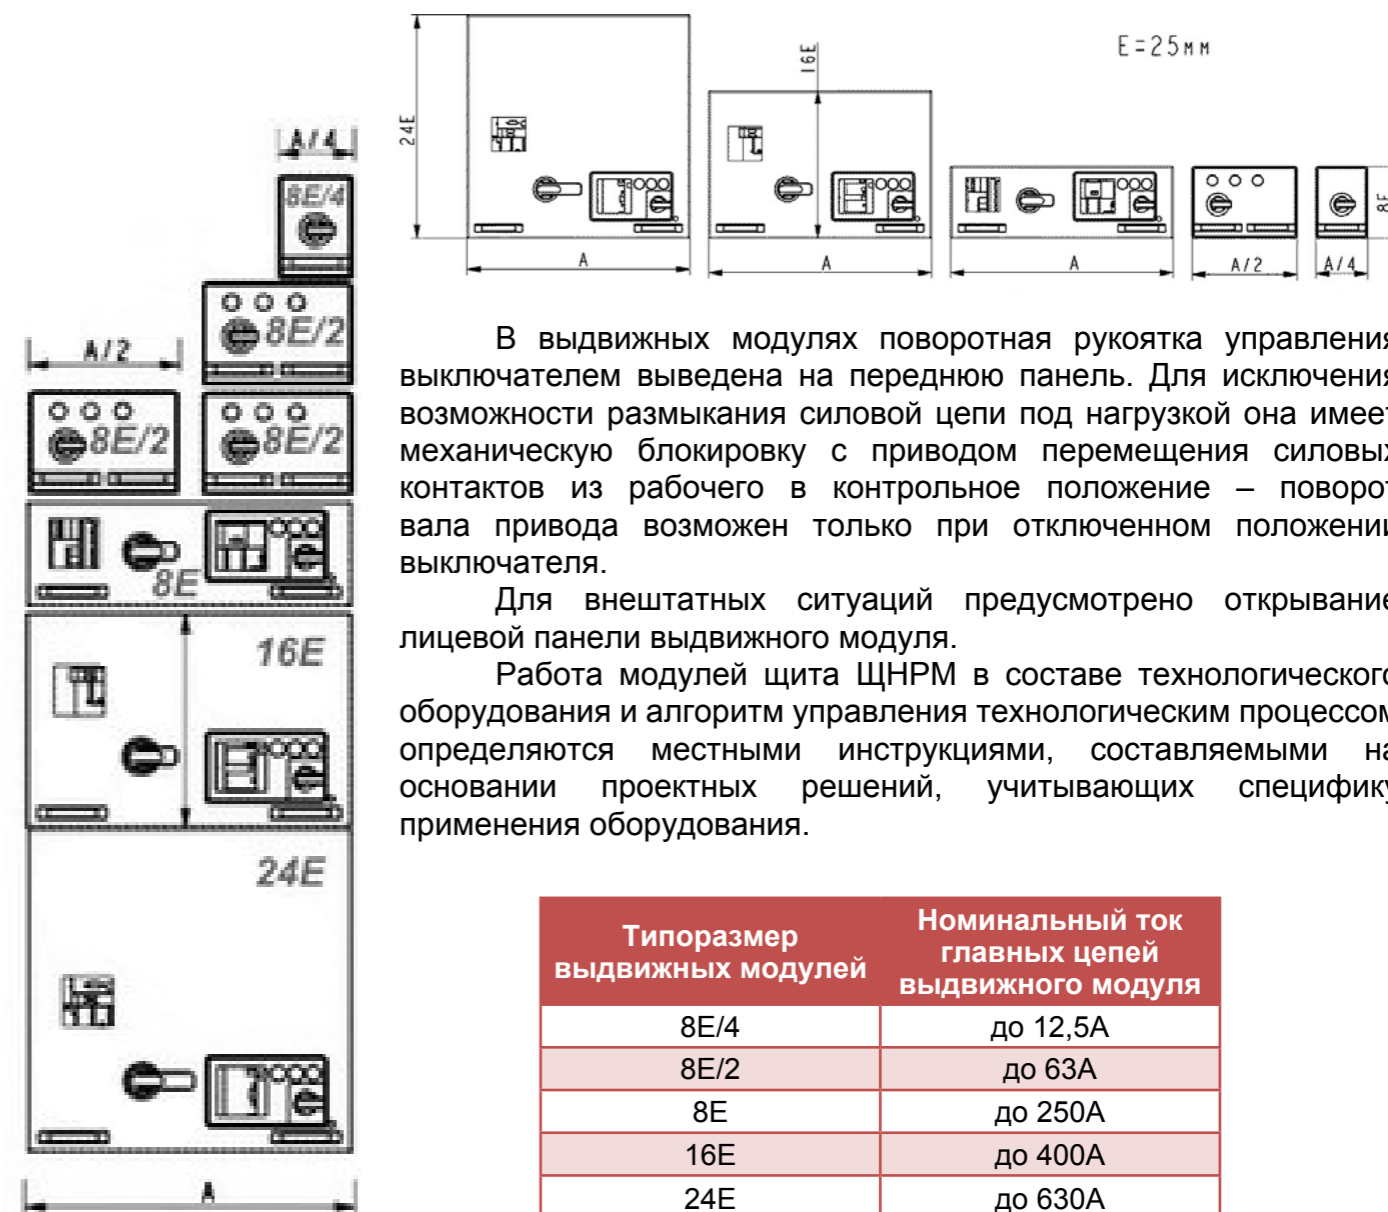 24E
16E
E=25мм
A
A
A
A/2
A/4
8E
A/4
8E/4
8E/2
A/2
8E/2
8E/2
8E
16E
24E
A
В выдвижных модулях поворотная рукоятка управления
выключателем выведена на переднюю панель. Для исключения
возможности размыкания силовой цепи под нагрузкой она имеет
механическую блокировку с приводом перемещения силовых
контактов из рабочего в контрольное положение – поворот
вала привода возможен только при отключенном положении
выключателя.
Для внештатных ситуаций предусмотрено открывание
лицевой панели выдвижного модуля.
Работа модулей щита ЩНРМ в составе технологического
оборудования и алгоритм управления технологическим процессом
определяются местными инструкциями, составляемыми на
основании проектных решений, учитывающих специфику
применения оборудования.
Типоразмер
выдвижных модулей
Номинальный ток
главных цепей
выдвижного модуля
8E/4 до 12,5А
8E/2 до 63А
8E до 250А
16E до 400А
24E до 630А